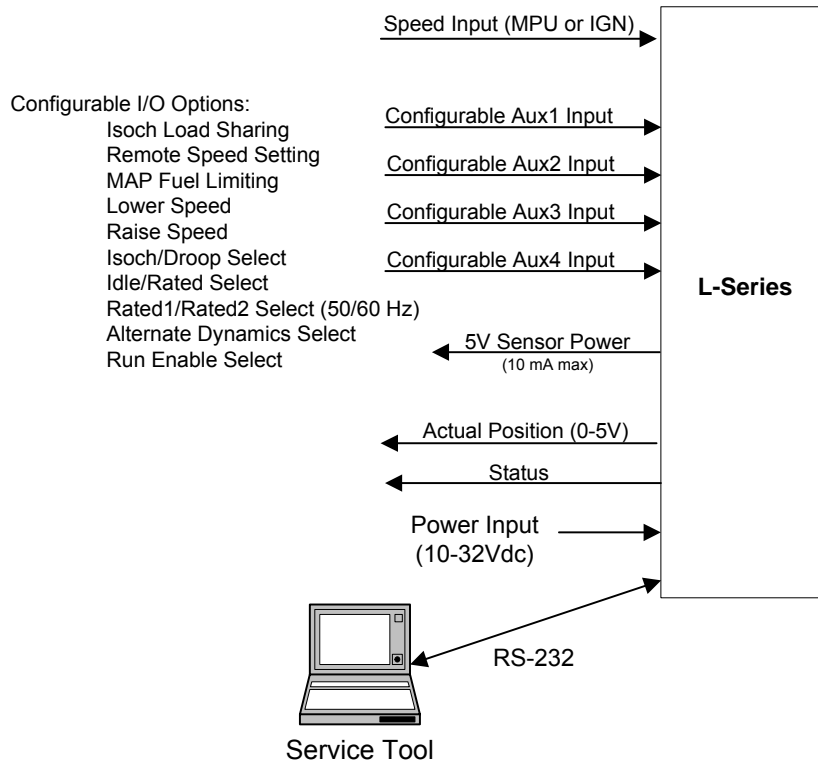 Speed Input (MPU or IGN)
Configurable I/O Options:
Isoch Load Sharing
Remote Speed Setting
MAP Fuel Limiting
Lower Speed
Raise Speed
Isoch/Droop Select
Idle/Rated Select
Rated1/Rated2 Select (50/60 Hz)
Alternate Dynamics Select
Run Enable Select
Configurable Aux1 Input
Configurable Aux2 Input
Configurable Aux3 Input
Configurable Aux4 Input
L-Series
5V Sensor Power
(10 mA max)
Actual Position (0-5V)
Status
Power Input
(10-32Vdc)
RS-232
Service Tool